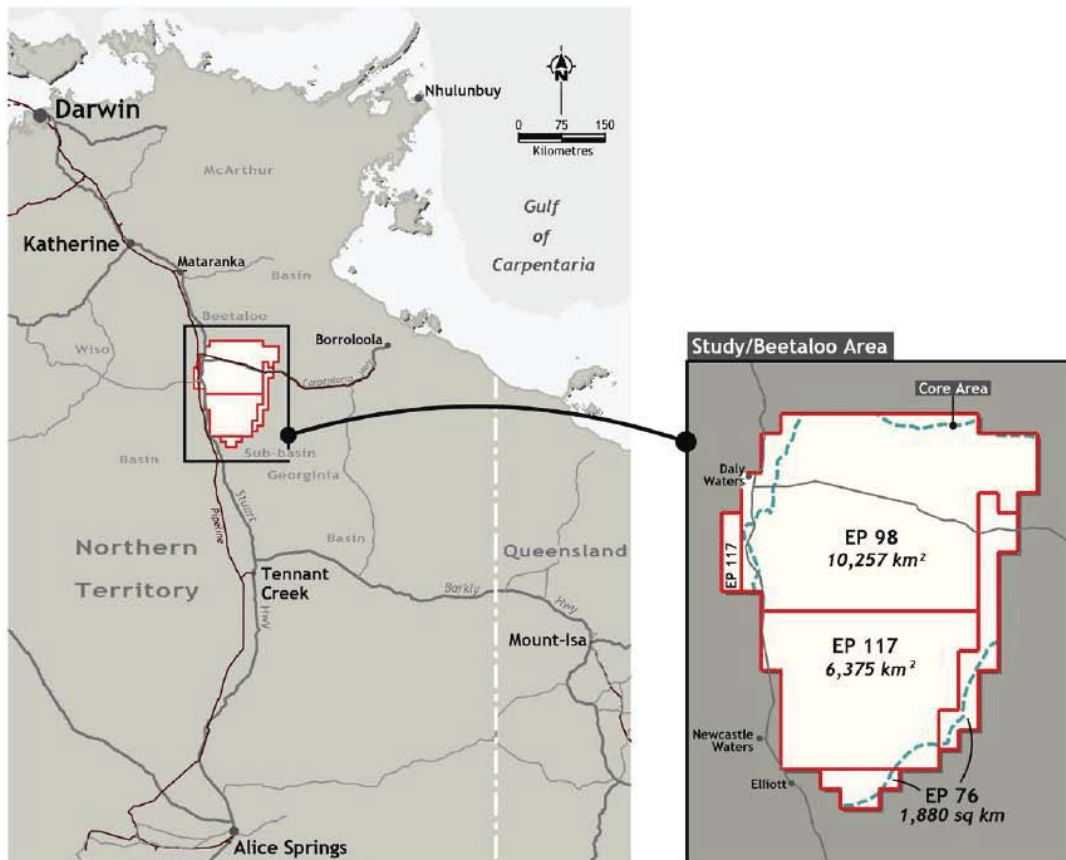 Darwin
Nhulunbuy
N
0 75 150
Kilometres
McArthur
Gulf
of
Carpentaria
Katherine
Mataranka
Basin
Beetaloo
Borroloola
Wiso
Carpentaria Hwy
Basin
Sub-basin
Georginia
Stuart
Pipeline
Basin
Northern
Territory
Queensland
Tennant
Creek
Hwy
Barkly
Hwy
Mount-Isa
Alice Springs
Study/Beetaloo Area
Core Area
Daly
Waters
EP 98
10,257 km²
EP 117
EP 117
6,375 km²
Newcastle
Waters
Elliott
EP 76
1,880 sq km